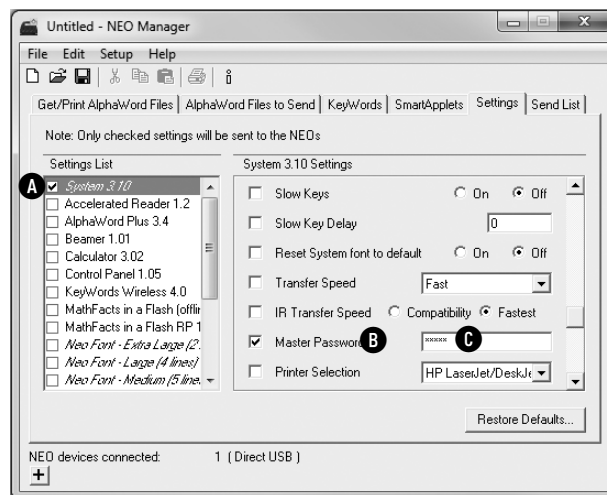 Untitled - NEO Manager
File Edit Setup Help
Get/Print AlphaWord Files AlphaWord Files to Send KeyWords SmartApplets Settings Send List
Note: Only checked settings will be sent to the NEOs
Settings List
A System 3.10
Accelerated Reader 1.2
AlphaWord Plus 3.4
Beamer 1.01
Calculator 3.02
Control Panel 1.05
KeyWords Wireless 4.0
MathFacts in a Flash (offlir
MathFacts in a Flash RP 1
Neo Font - Extra Large (2
Neo Font - Large (4 lines)
Neo Font - Medium (5 line.
System 3.10 Settings
Slow Keys On Off
Slow Key Delay 0
Reset System font to default On Off
Transfer Speed Fast
IR Transfer Speed Compatibility Fastest
Master Passwor B ***** C
Printer Selection HP LaserJet/DeskJe
Restore Defaults...
NEO devices connected: 1 ( Direct USB )